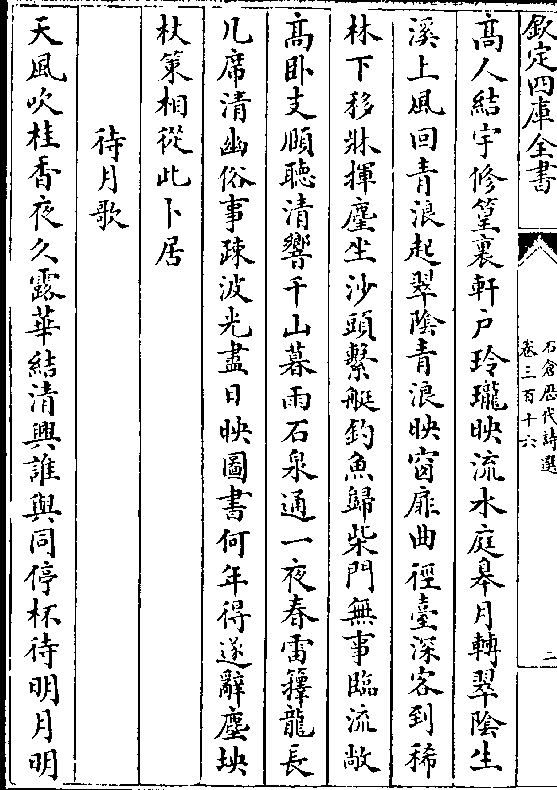 欽定四庫全書
石倉歷代詩選
卷三百十六
二
高人結宇修篁裏軒戶玲瓏映流水庭皋月轉翠陰生
溪上風回青浪起翠陰青浪映窗扉曲徑臺深客到稀
林下移牀揮麈坐沙頭繫艇釣魚歸柴門無事臨流敞
高卧支頤聽清響千山暮雨石泉通一夜春雷籜龍長
几席清幽俗事疎波光盡日映圖書何年得遂辭塵坱
杖策相從此卜居
待月歌
天風吹桂香夜久露華結清興誰與同停杯待明月明